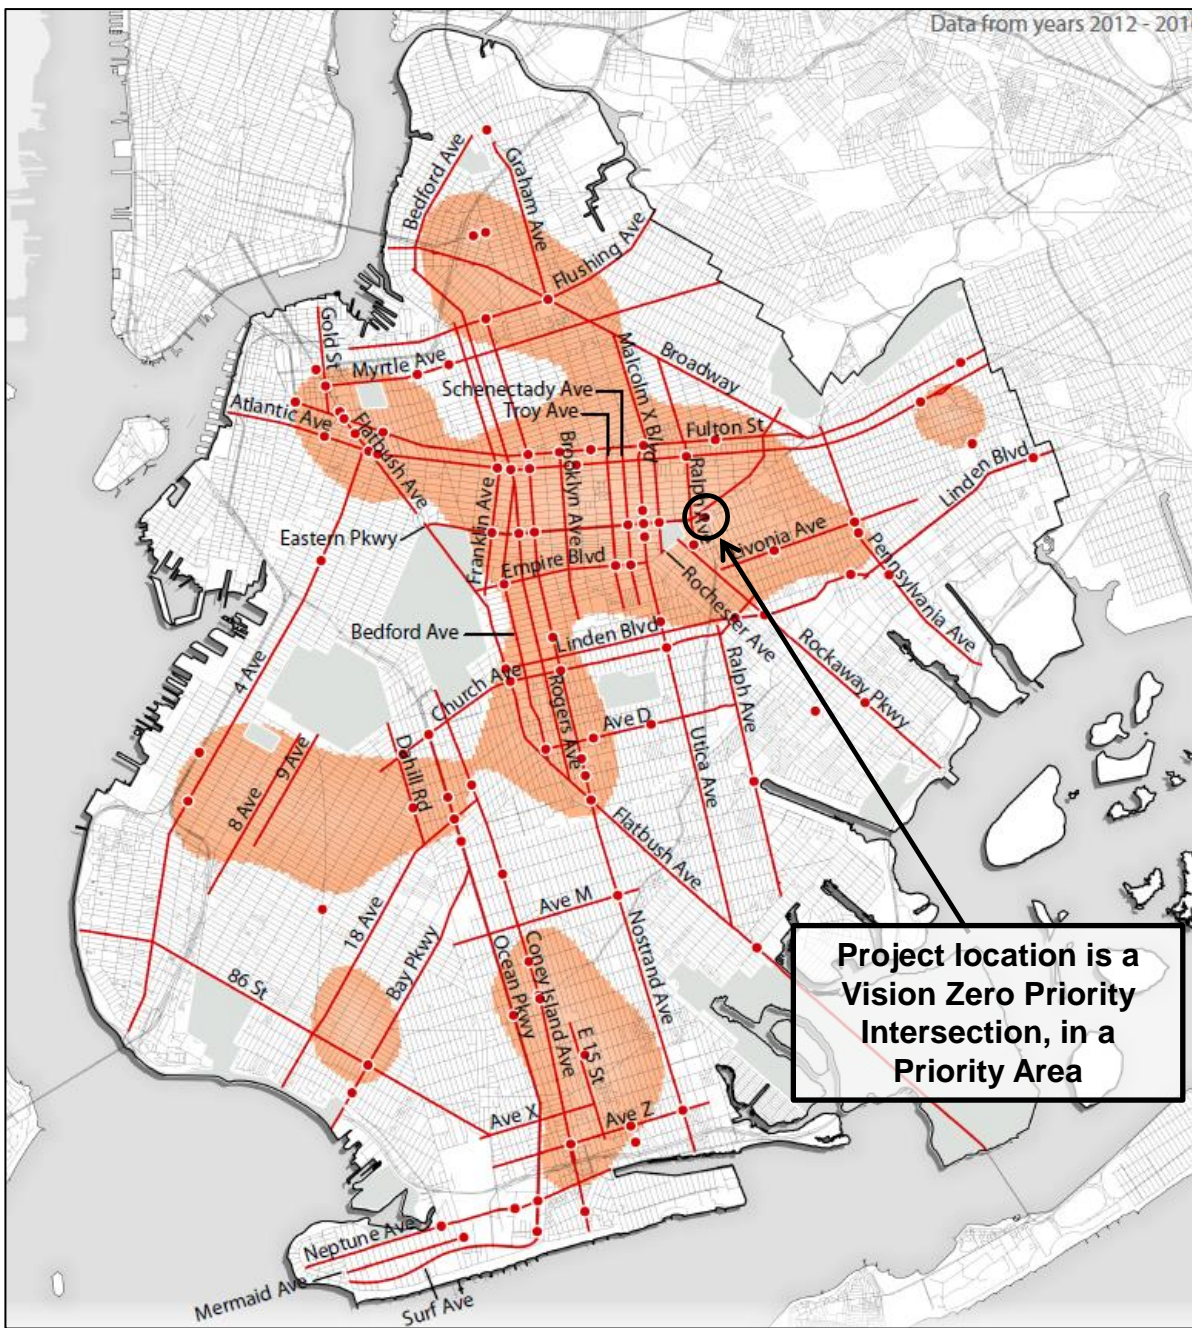 Data from years 2012 - 201
Bedford Ave
Graham Ave
Flushing Ave
Gold St
Myrtle Ave
Malcolm X Blvd
Broadway
Schenectady Ave
Troy Ave
Atlantic Ave
Flatbush Ave
Fulton St
Brooklyn Ave
Ralph Ave
Linden Blvd
Franklin Ave
Eastern Pkwy
Empire Blvd
Livonia Ave
Pennsylvania Ave
Rochester Ave
Bedford Ave
Linden Blvd
Rockaway Pkwy
4 Ave
Church Ave
Rogers Ave
Ralph Ave
Ave D
Utica Ave
9 Ave
8 Ave
Dahill Rd
Flatbush Ave
Ave M
18 Ave
Bay Pkwy
Nostrand Ave
Ocean Pkwy
Coney Island Ave
86 St
E 15 St
Project location is a
Vision Zero Priority
Intersection, in a
Priority Area
Ave X
Ave Z
Neptune Ave
Mermaid Ave
Surf Ave